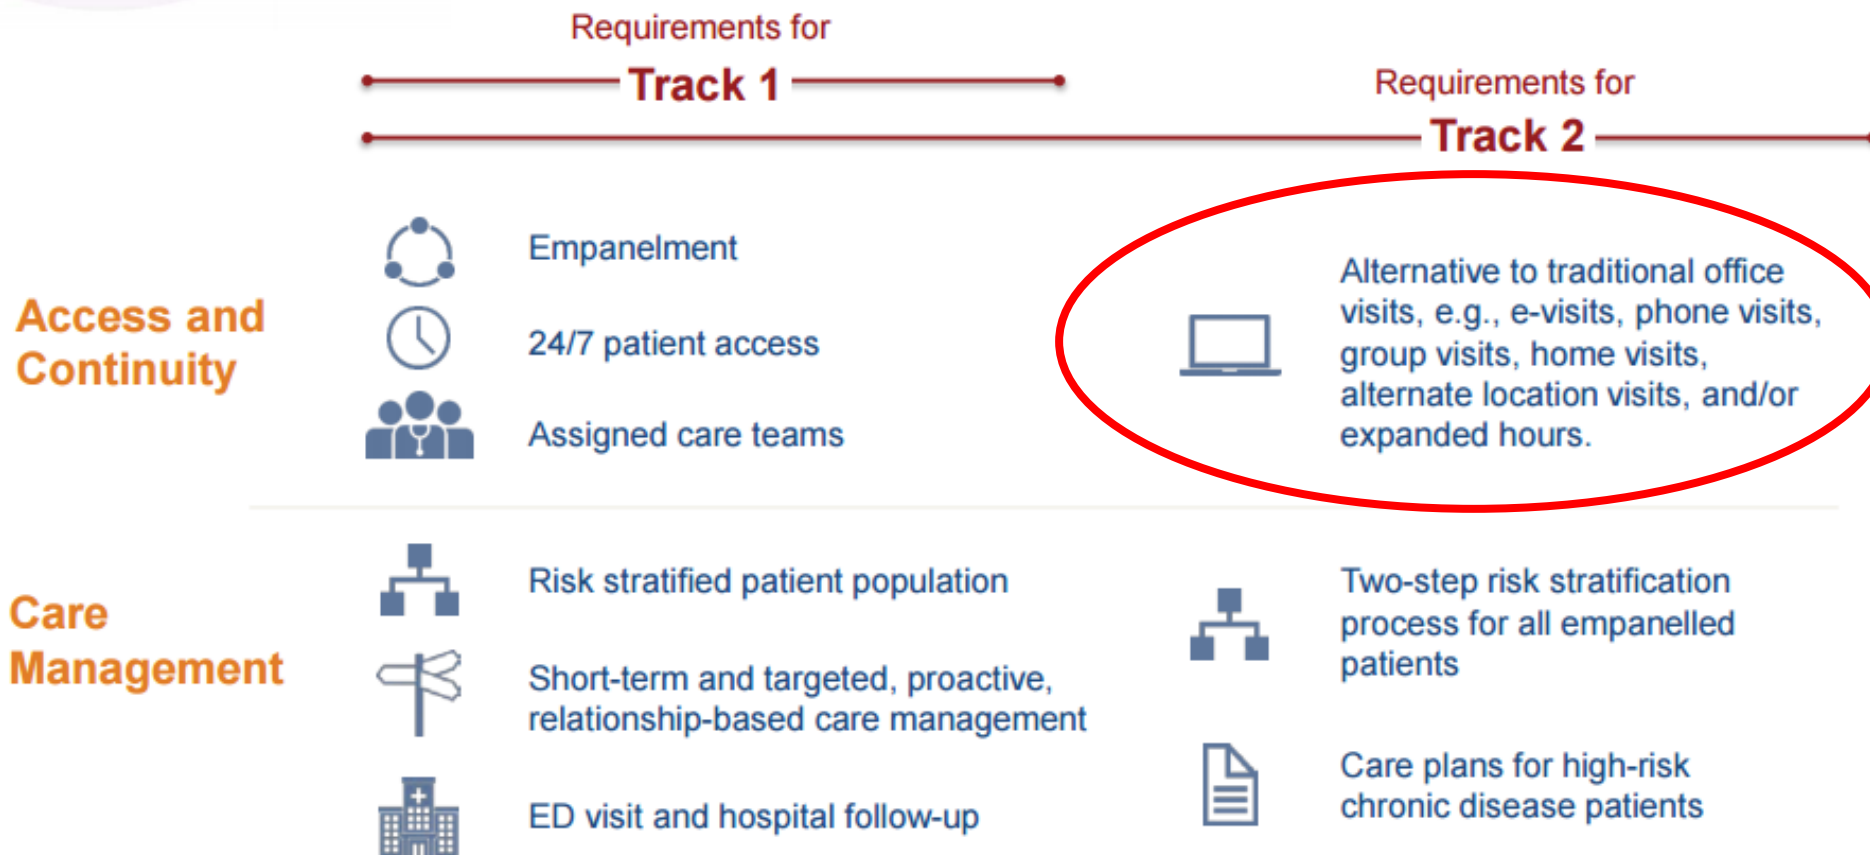 Requirements for
Track 1
Requirements for
Track 2
Access and
Continuity
Empanelment
24/7 patient access
Assigned care teams
Alternative to traditional office
visits, e.g., e-visits, phone visits,
group visits, home visits,
alternate location visits, and/or
expanded hours.
Care
Management
Risk stratified patient population
Short-term and targeted, proactive,
relationship-based care management
ED visit and hospital follow-up
Two-step risk stratification
process for all empanelled
patients
Care plans for high-risk
chronic disease patients